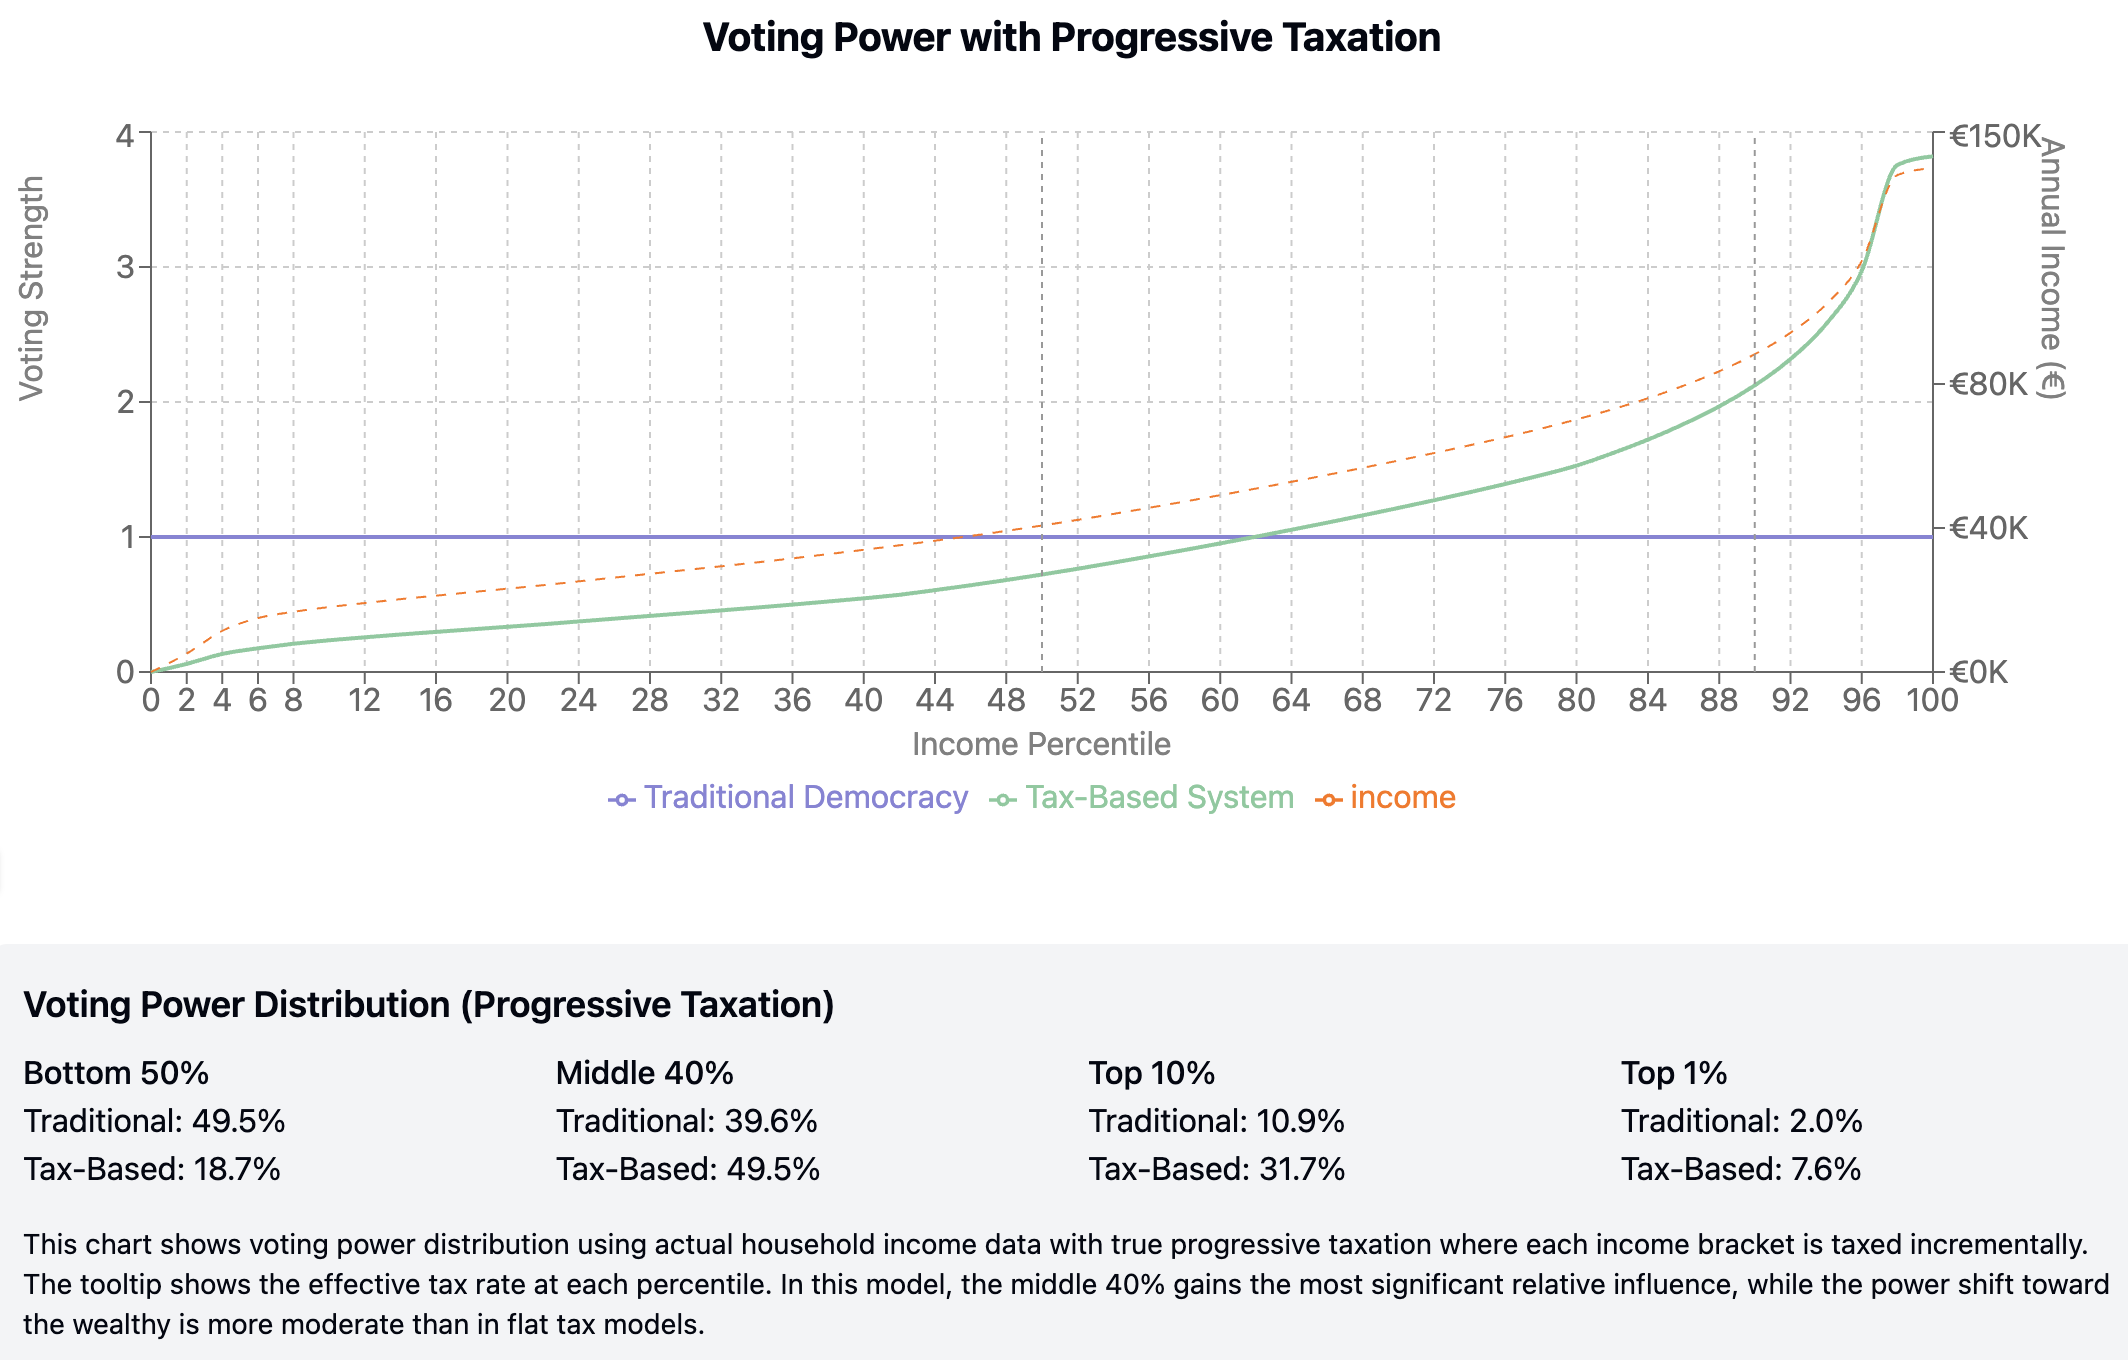 Voting Power with Progressive Taxation
4
3
2
1
0
Voting Strength
€150K
€80K
€40K
€0K
Annual Income (€)
0 2 4 6 8 12 16 20 24 28 32 36 40 44 48 52 56 60 64 68 72 76 80 84 88 92 96 100
Income Percentile
Traditional Democracy Tax-Based System income
Voting Power Distribution (Progressive Taxation)
Bottom 50%
Traditional: 49.5%
Tax-Based: 18.7%
Middle 40%
Traditional: 39.6%
Tax-Based: 49.5%
Top 10%
Traditional: 10.9%
Tax-Based: 31.7%
Top 1%
Traditional: 2.0%
Tax-Based: 7.6%
This chart shows voting power distribution using actual household income data with true progressive taxation where each income bracket is taxed incrementally.
The tooltip shows the effective tax rate at each percentile. In this model, the middle 40% gains the most significant relative influence, while the power shift toward
the wealthy is more moderate than in flat tax models.